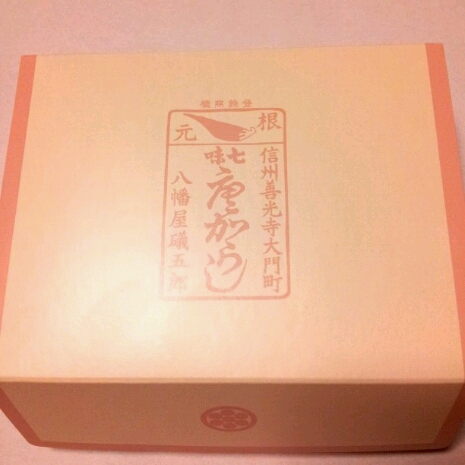 根
元
信州善光寺大門町
七味
唐がらし
八幡屋礒五郎